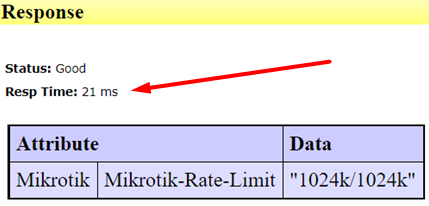 Response
Status: Good
Resp Time: 21 ms
Attribute Data
Mikrotik Mikrotik-Rate-Limit "1024k/1024k"